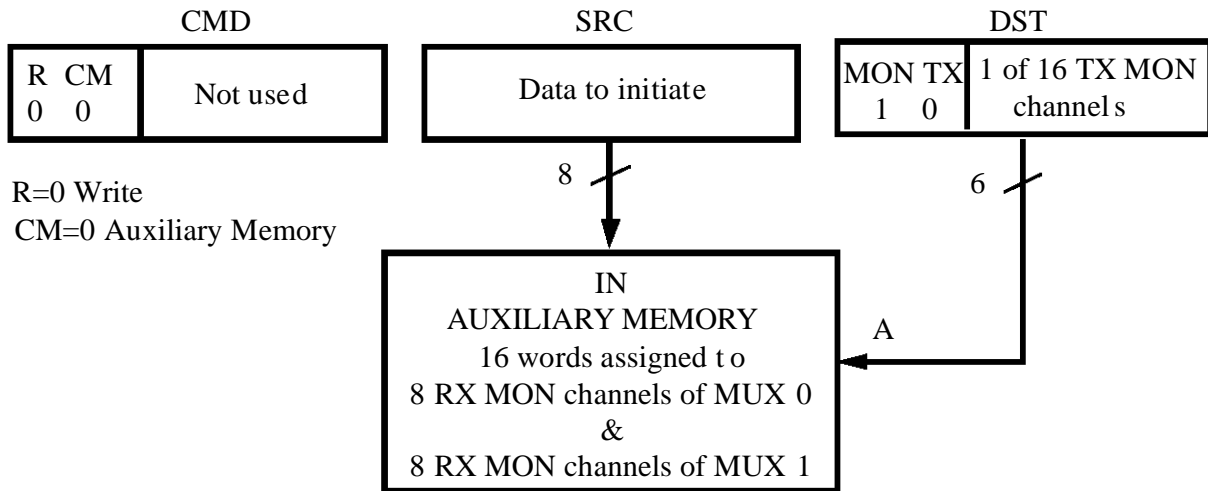 CMD
SRC
DST
R CM
0 0
Not used
Data to initiate
MON TX
1 0
1 of 16 TX MON
channels
8
6
R=0 Write
CM=0 Auxiliary Memory
IN
AUXILIARY MEMORY
16 words assigned to
8 RX MON channels of MUX 0
&
8 RX MON channels of MUX 1
A